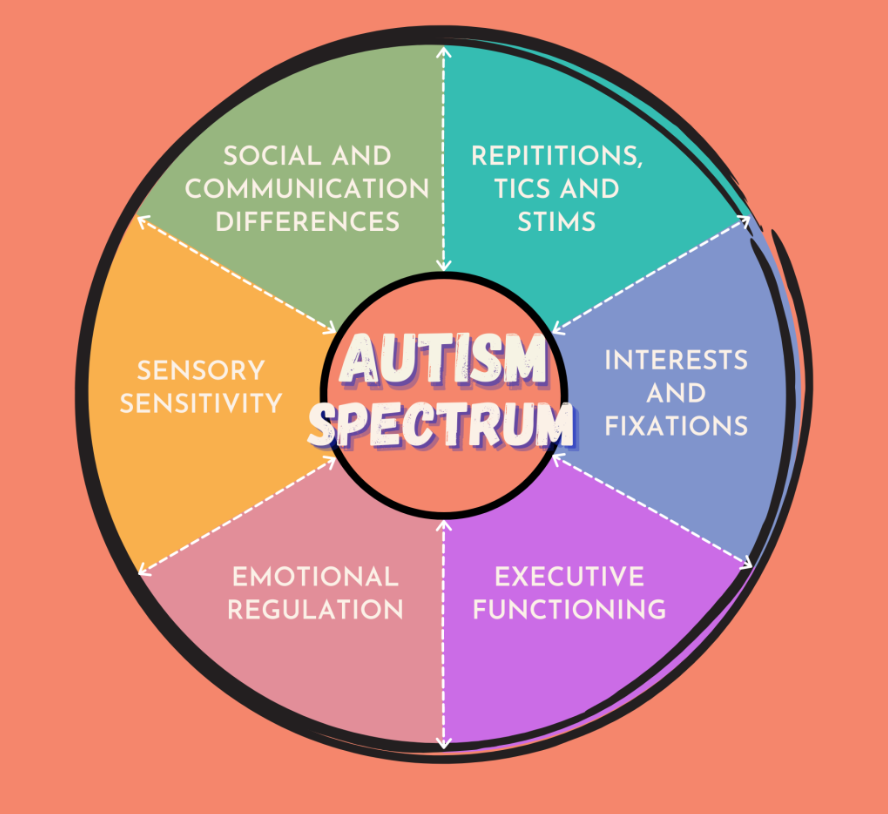 SOCIAL AND
COMMUNICATION
DIFFERENCES
REPITITIONS,
TICS AND
STIMS
SENSORY
SENSITIVITY
AUTISM
SPECTRUM
INTERESTS
AND
FIXATIONS
EMOTIONAL
REGULATION
EXECUTIVE
FUNCTIONING